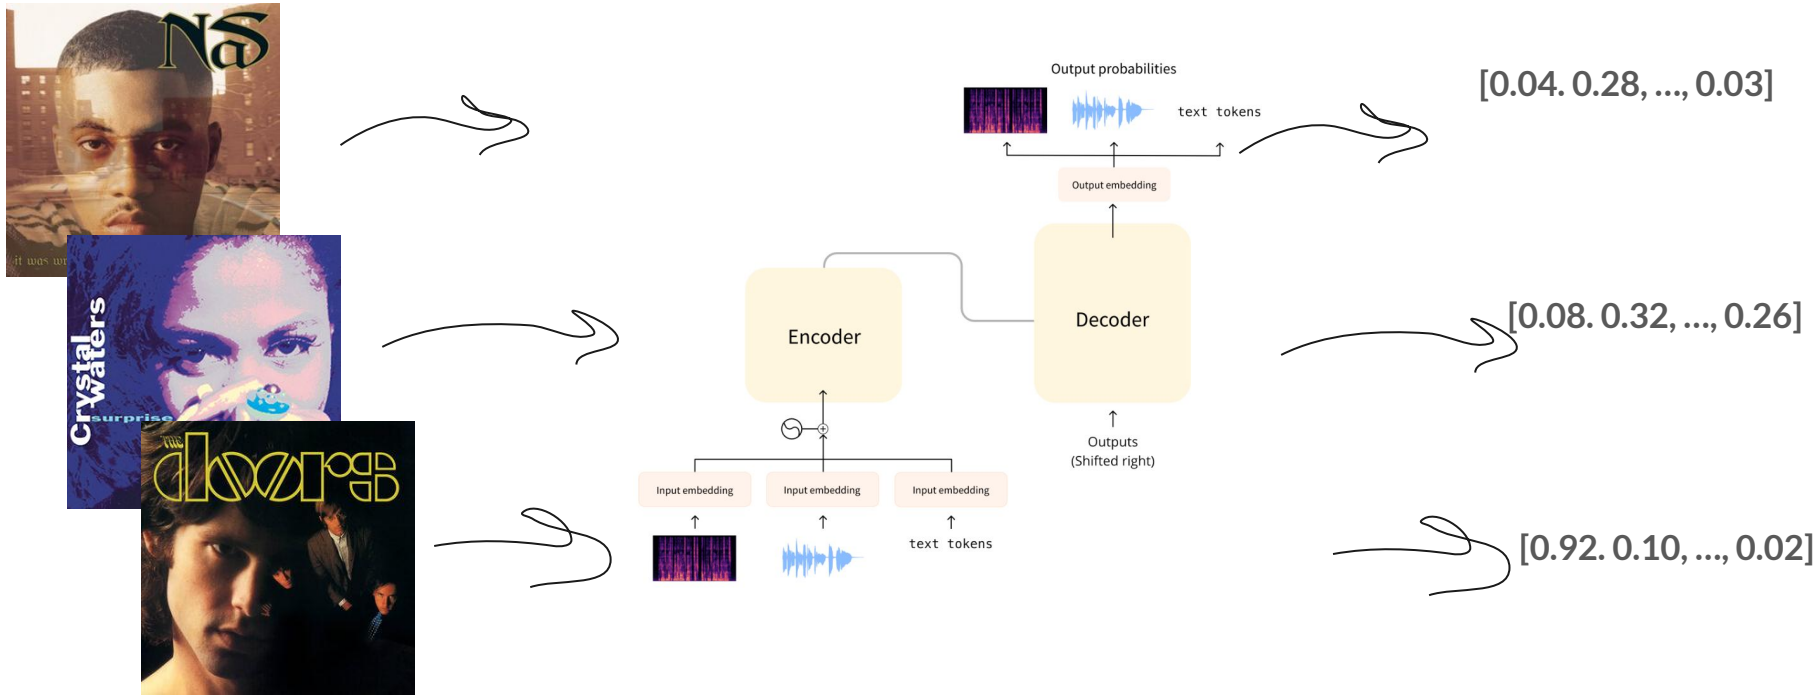 Nas
it was wr
Crystal
Waters
surprise
THE
doors
Output probabilities
text tokens
Output embedding
Encoder
Decoder
Outputs
(Shifted right)
Input embedding
Input embedding
Input embedding
text tokens
[0.04. 0.28, ..., 0.03]
[0.08. 0.32, ..., 0.26]
[0.92. 0.10, ..., 0.02]